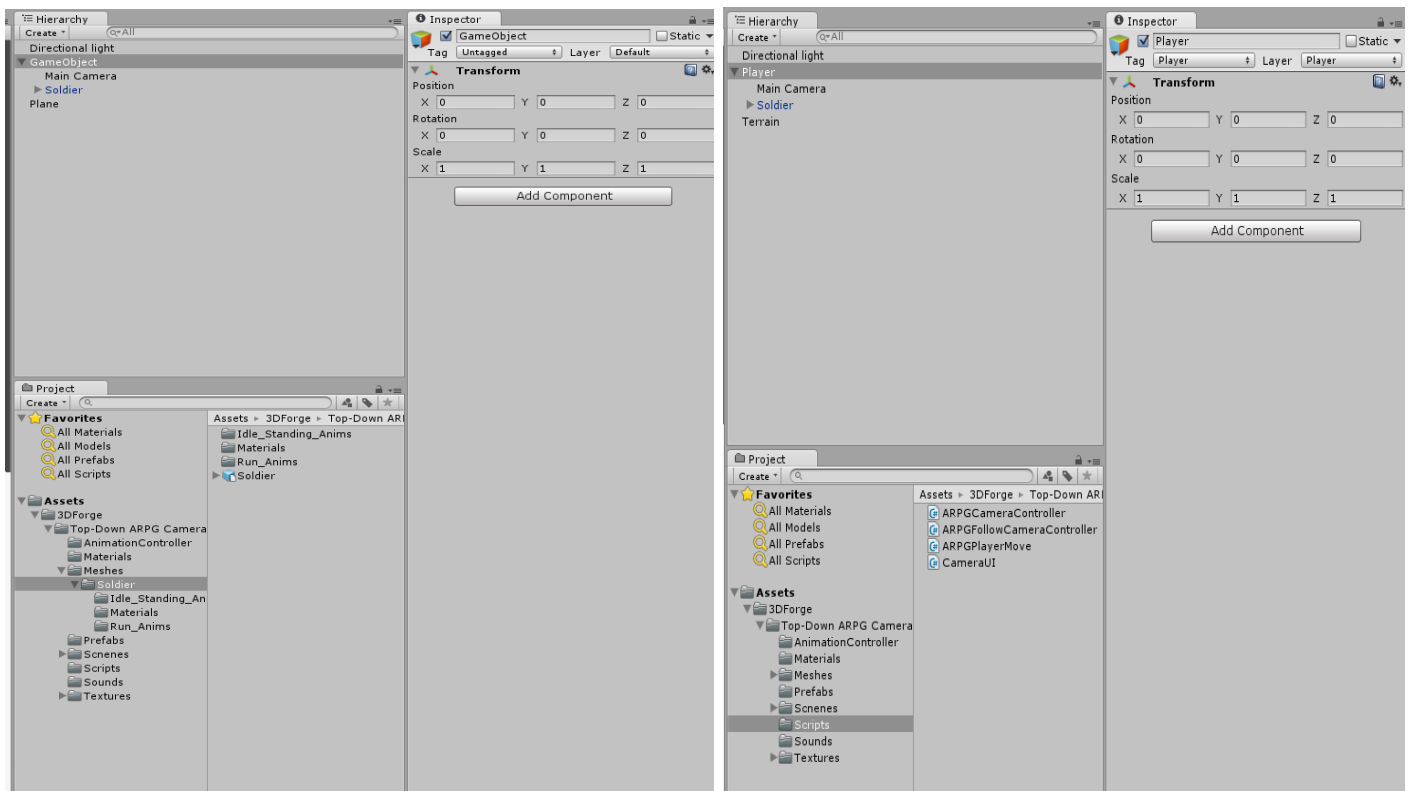 Hierarchy
Create
All
Directional light
GameObject
Main Camera
Soldier
Plane
Inspector
GameObject
Static
Tag Untagged Layer Default
Transform
Position
X 0 Y 0 Z 0
Rotation
X 0 Y 0 Z 0
Scale
X 1 Y 1 Z 1
Add Component
Project
Create
Favorites
All Materials
All Models
All Prefabs
All Scripts
Assets
3DForge
Top-Down ARPG Camera
AnimationController
Materials
Meshes
Soldier
Idle_Standing_An
Materials
Run_Anims
Prefabs
Scnenes
Scripts
Sounds
Textures
Assets 3DForge Top-Down ARI
Idle_Standing_Anims
Materials
Run_Anims
Soldier
Hierarchy
Create
All
Directional light
Player
Main Camera
Soldier
Terrain
Inspector
Player
Static
Tag Player Layer Player
Transform
Position
X 0 Y 0 Z 0
Rotation
X 0 Y 0 Z 0
Scale
X 1 Y 1 Z 1
Add Component
Project
Create
Favorites
All Materials
All Models
All Prefabs
All Scripts
Assets
3DForge
Top-Down ARPG Camera
AnimationController
Materials
Meshes
Prefabs
Scnenes
Scripts
Sounds
Textures
Assets 3DForge Top-Down ARI
ARPGCameraController
ARPGFollowCameraController
ARPGPlayerMove
CameraUI